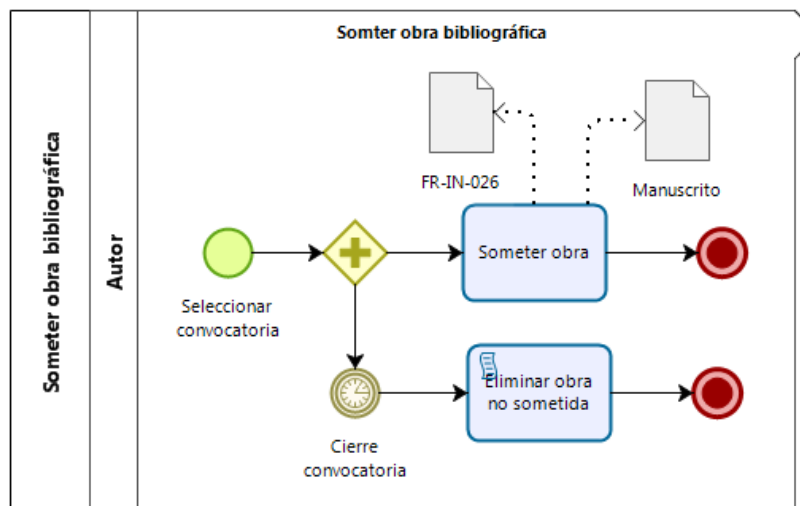 Somter obra bibliográfica
Someter obra bibliográfica
Autor
FR-IN-026
Manuscrito
Someter obra
Seleccionar
convocatoria
Eliminar obra
no sometida
Cierre
convocatoria